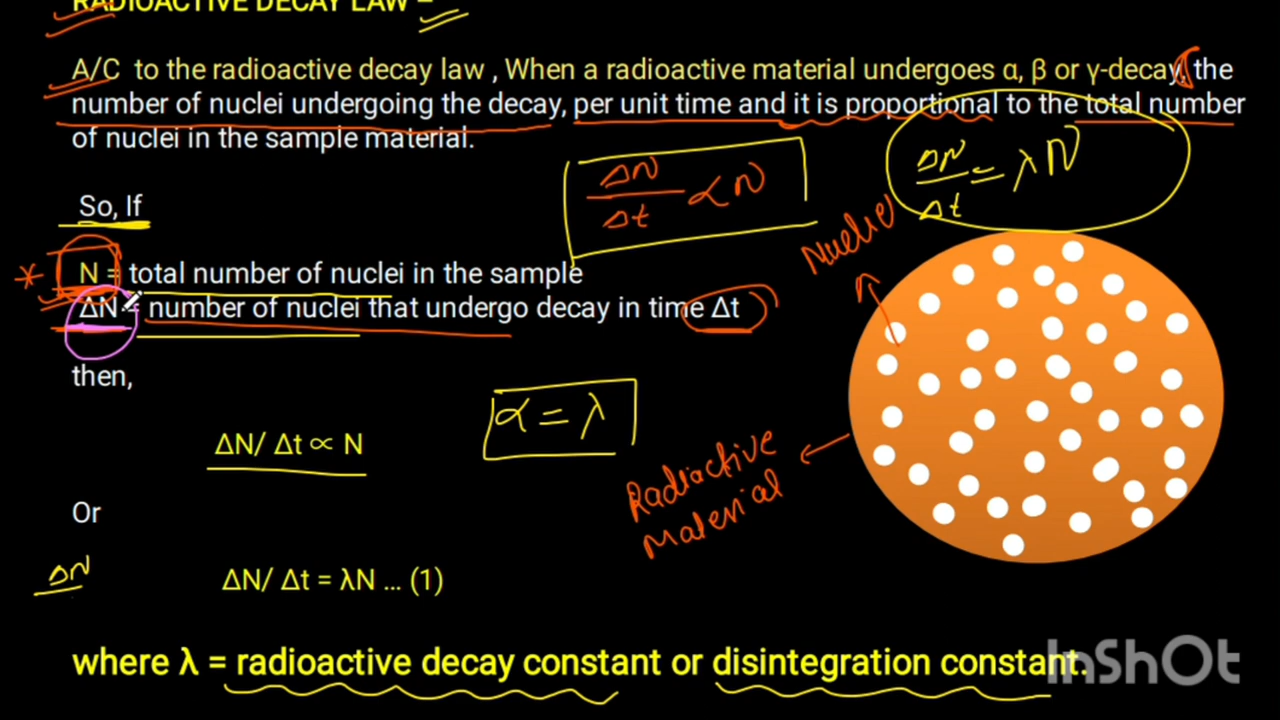 RADIOACTIVE DECAY LAW –
A/C to the radioactive decay law , When a radioactive material undergoes α, β or γ-decay, the
number of nuclei undergoing the decay, per unit time and it is proportional to the total number
of nuclei in the sample material.
ΔN/Δt ∝ N
ΔN/Δt = λN
So, If
Nuclei
N = total number of nuclei in the sample
ΔN = number of nuclei that undergo decay in time Δt
then,
∝ = λ
ΔN/ Δt ∝ N
Radiactive
Material
Or
ΔN
ΔN/ Δt = λN ... (1)
where λ = radioactive decay constant or disintegration constant.
InShOt